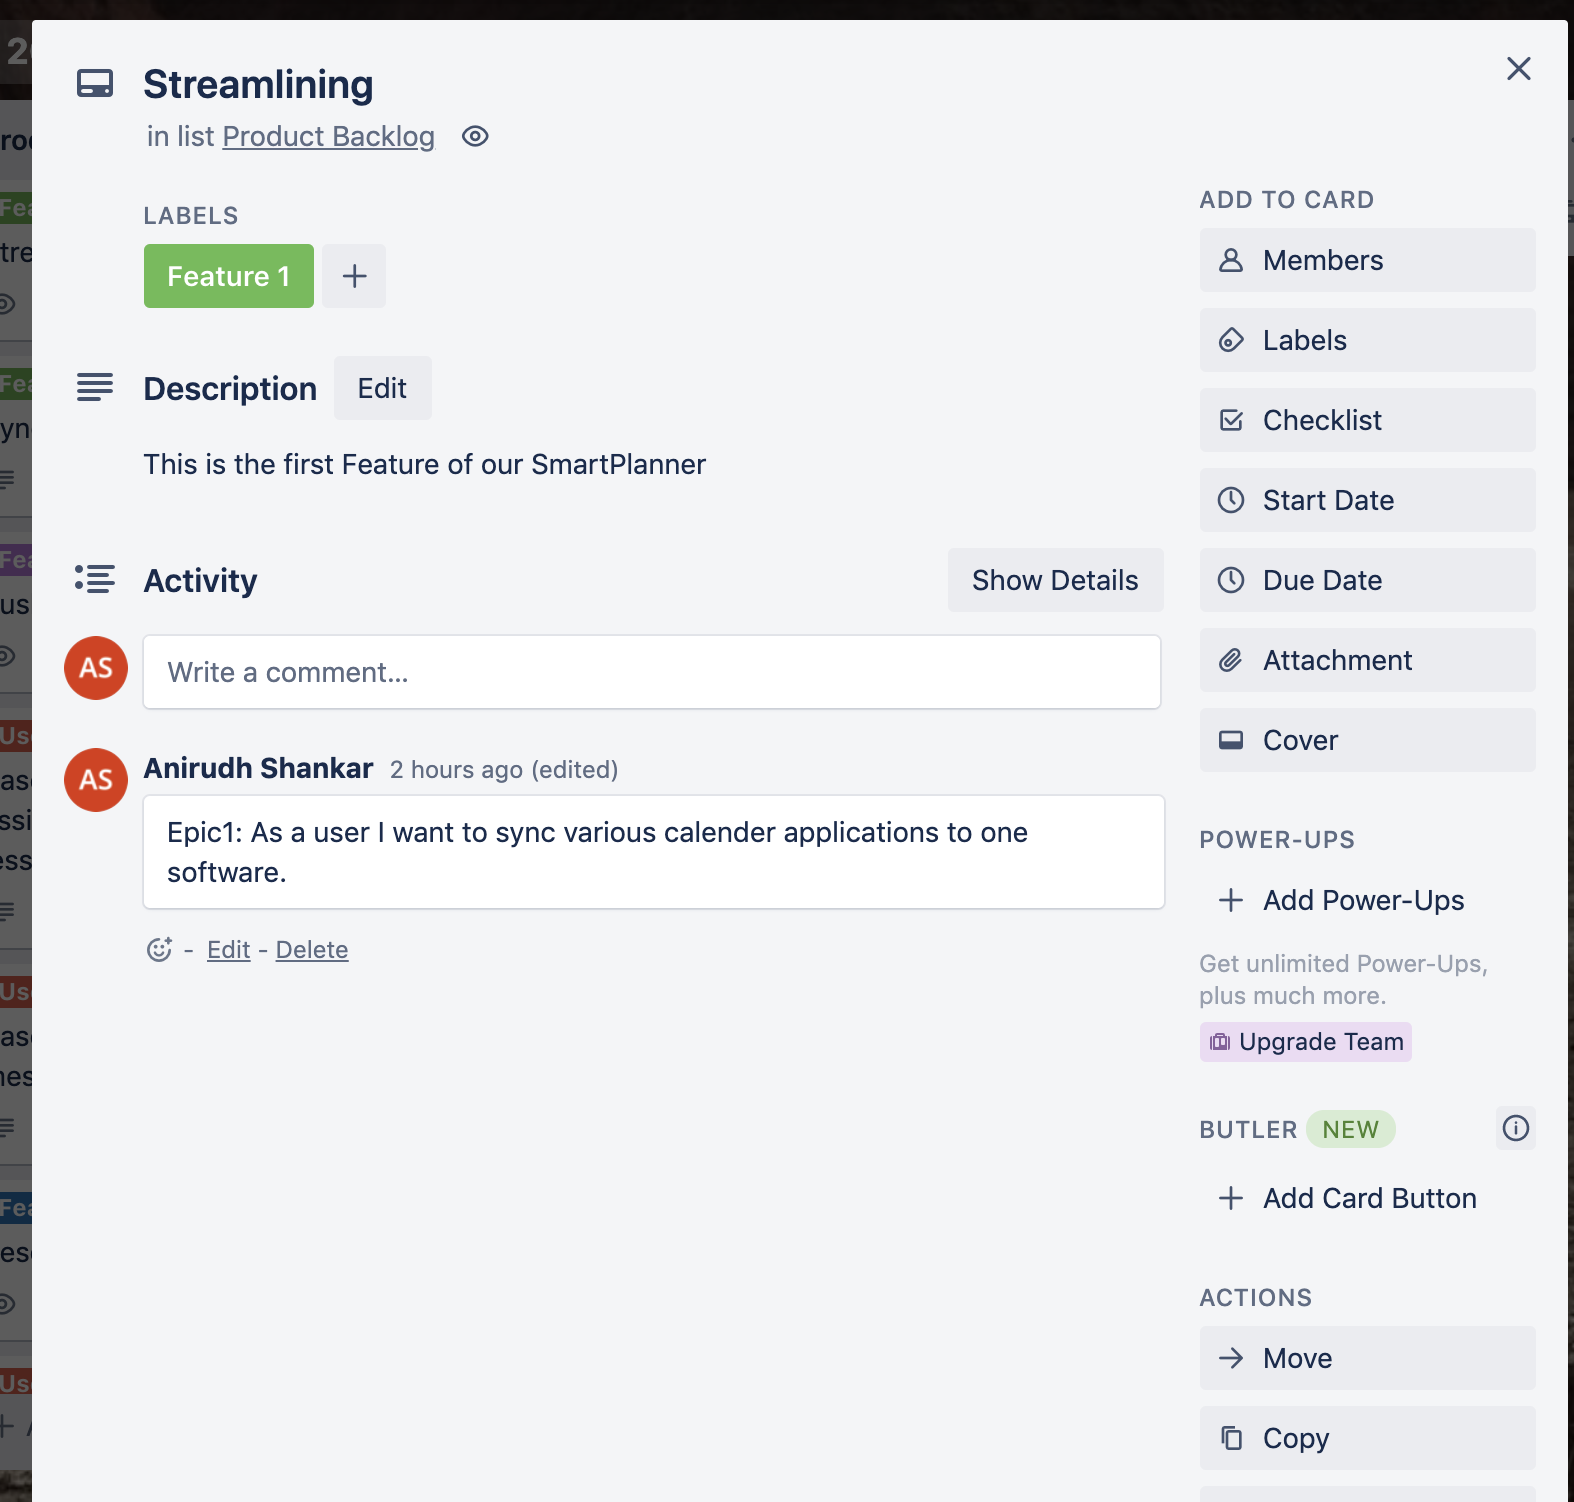 Streamlining
in list Product Backlog
LABELS
Feature 1
Description Edit
This is the first Feature of our SmartPlanner
Activity Show Details
AS Write a comment...
AS Anirudh Shankar 2 hours ago (edited)
Epic1: As a user I want to sync various calender applications to one
software.
- Edit - Delete
ADD TO CARD
Members
Labels
Checklist
Start Date
Due Date
Attachment
Cover
POWER-UPS
Add Power-Ups
Get unlimited Power-Ups,
plus much more.
Upgrade Team
BUTLER NEW
Add Card Button
ACTIONS
Move
Copy